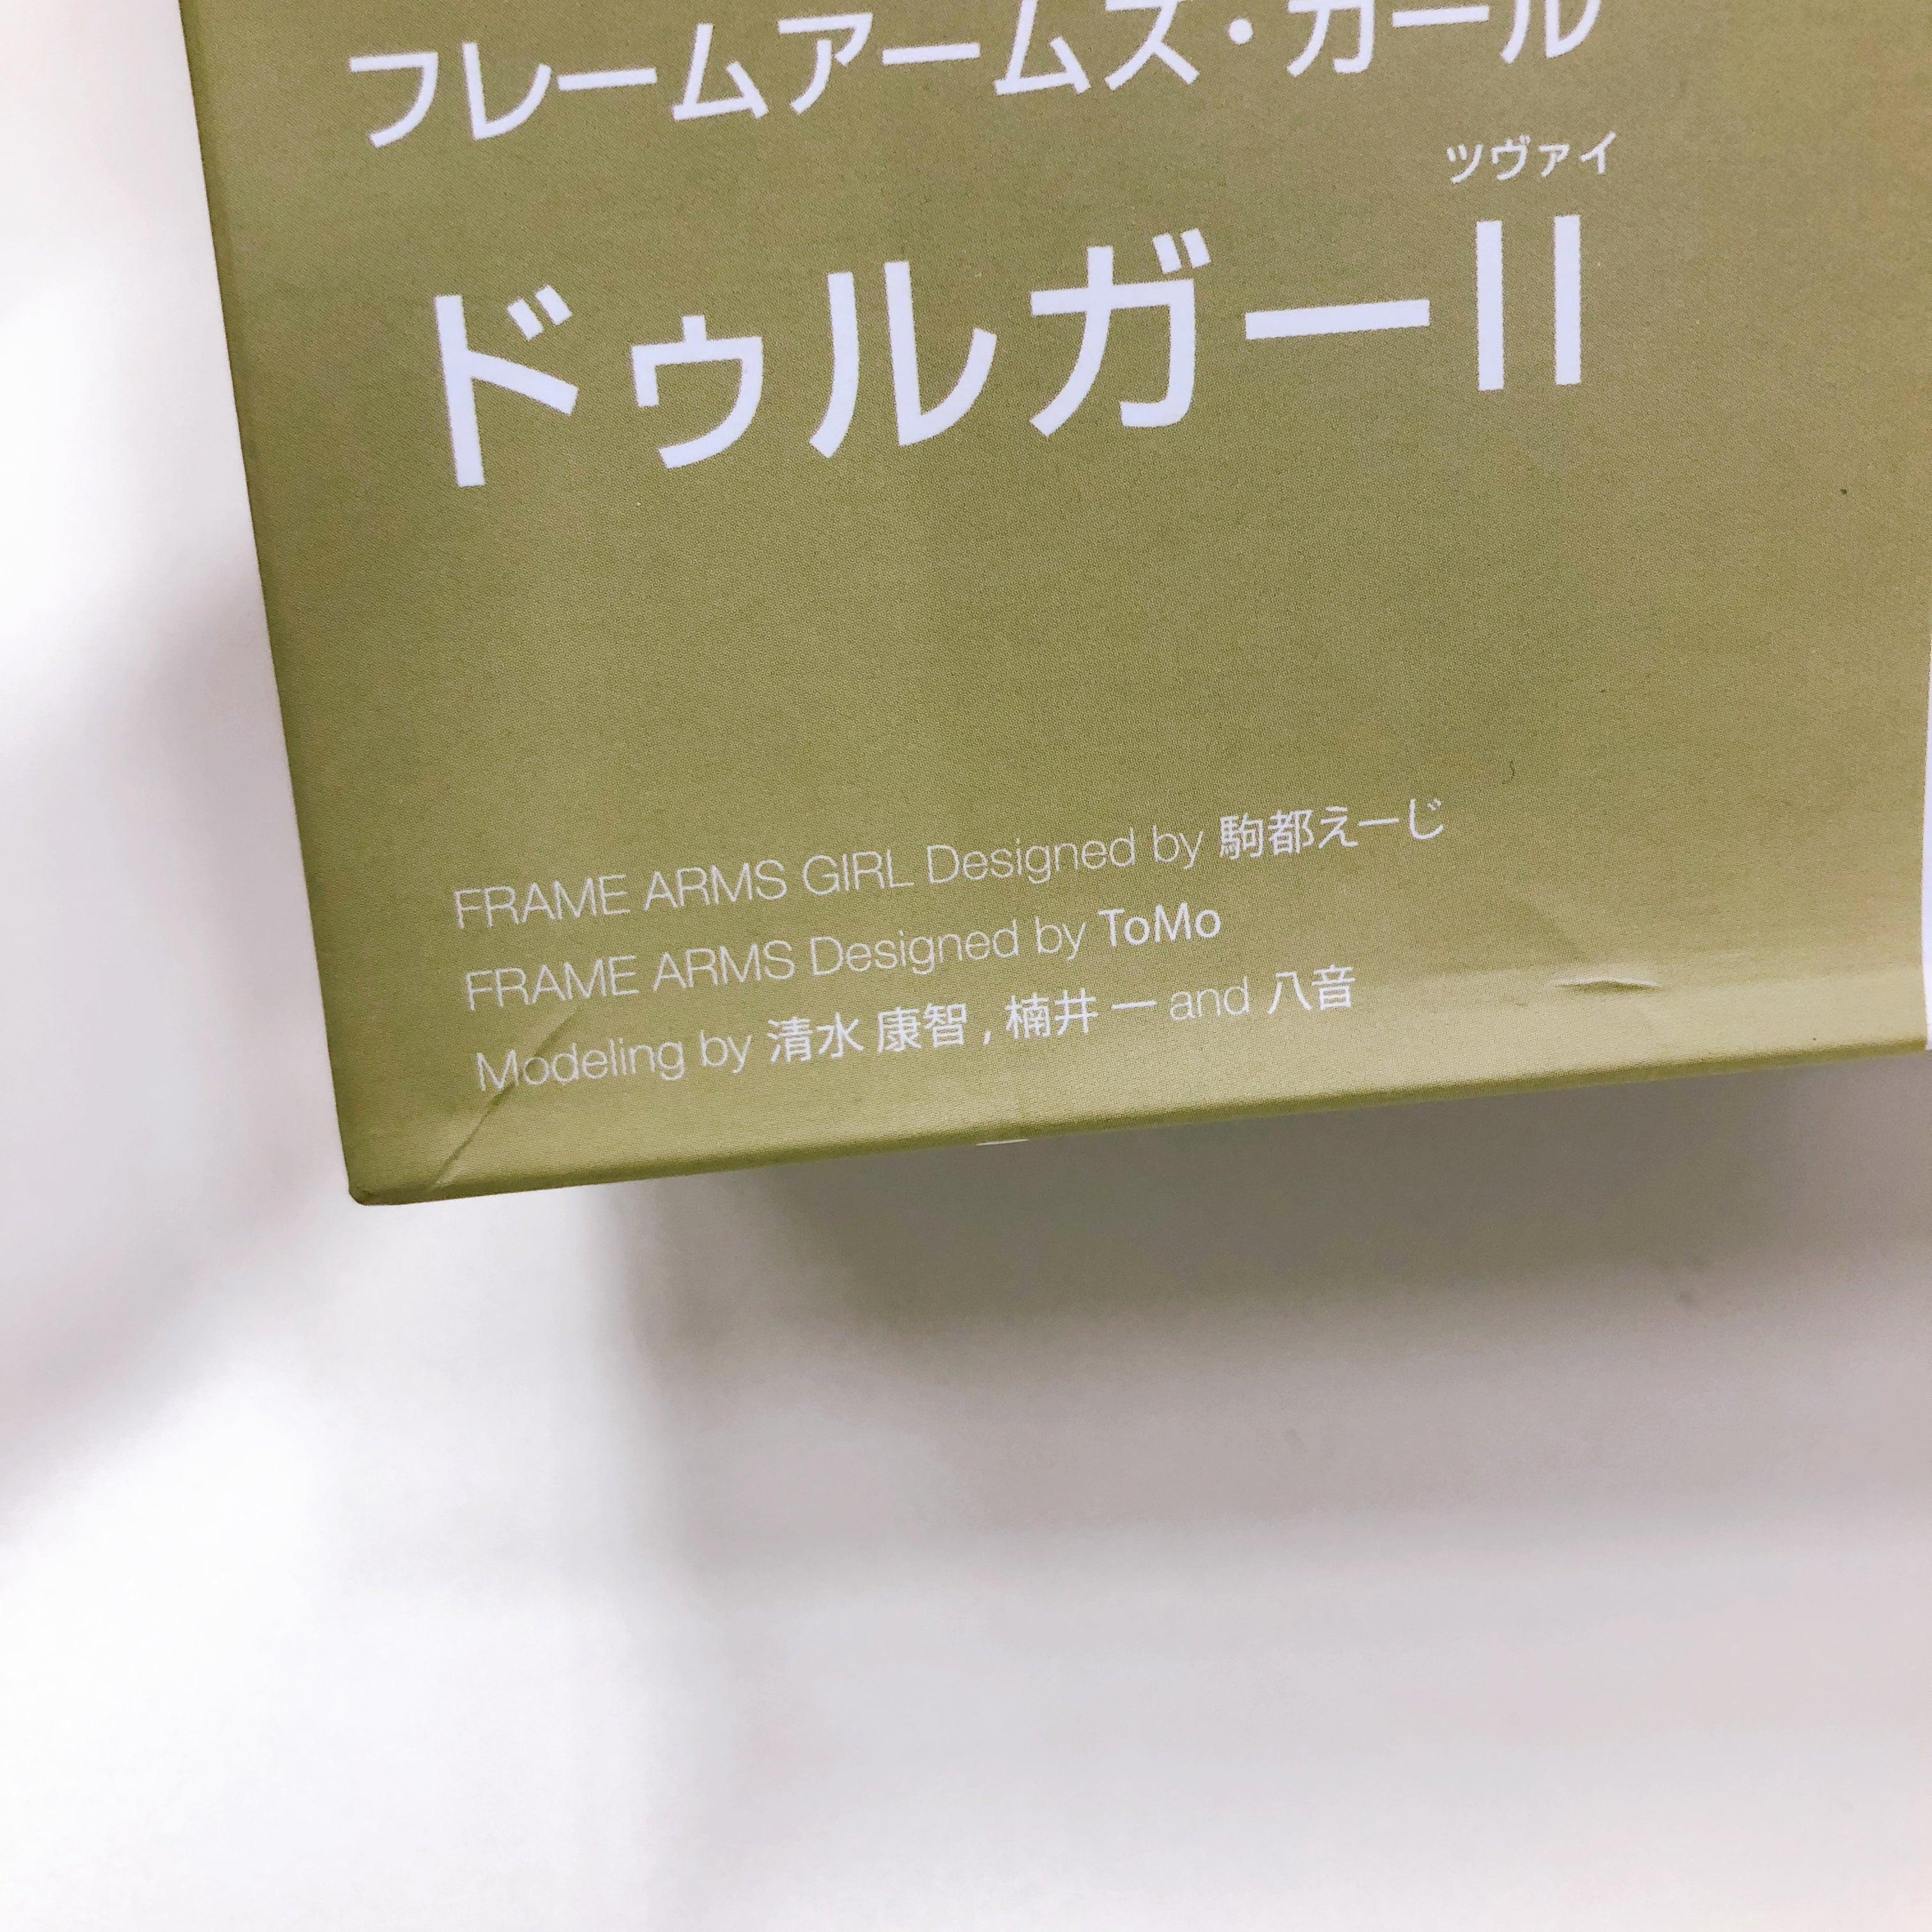 フレームアームズ・ガール
ツヴァイ
ドゥルガーII
FRAME ARMS GIRL Designed by 駒都えーじ
FRAME ARMS Designed by ToMo
Modeling by 清水 康智 , 楠井 一 and 八音